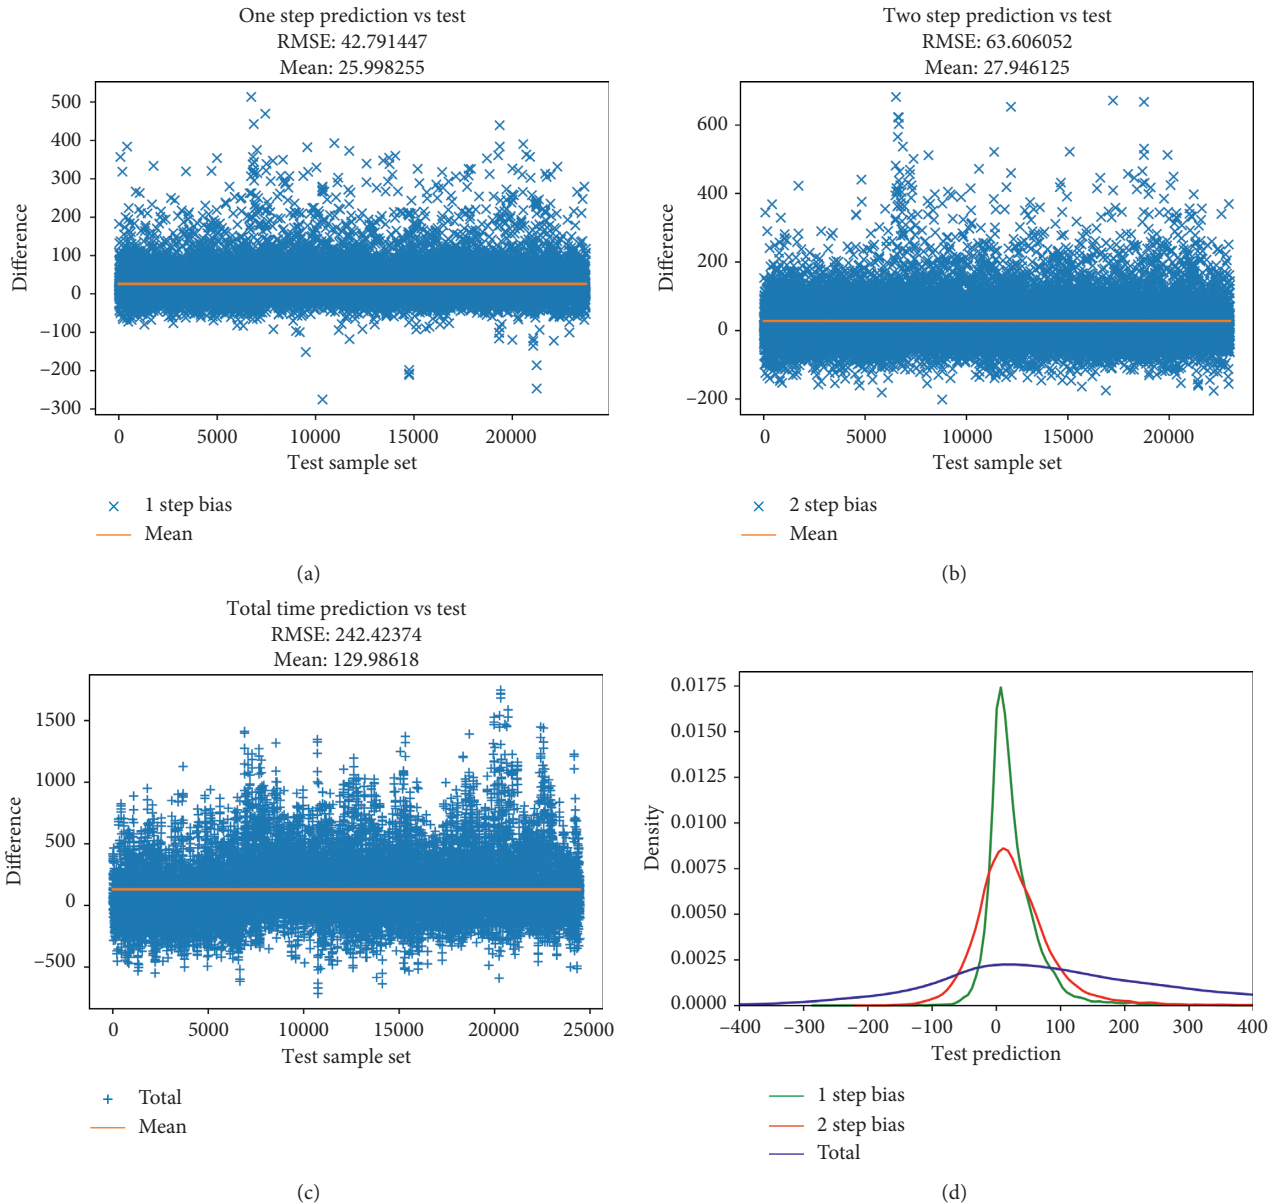 One step prediction vs test
RMSE: 42.791447
Mean: 25.998255
500
400
300
200
100
0
−100
−200
−300
Difference
0
5000
10000
15000
20000
Test sample set
1 step bias
Mean
(a)
Two step prediction vs test
RMSE: 63.606052
Mean: 27.946125
600
400
200
0
−200
Difference
0
5000
10000
15000
20000
Test sample set
2 step bias
Mean
(b)
Total time prediction vs test
RMSE: 242.42374
Mean: 129.98618
1500
1000
500
0
−500
Difference
0
5000
10000
15000
20000
25000
Test sample set
Total
Mean
(c)
0.0175
0.0150
0.0125
0.0100
0.0075
0.0050
0.0025
0.0000
Density
−400
−300
−200
−100
0
100
200
300
400
Test prediction
1 step bias
2 step bias
Total
(d)